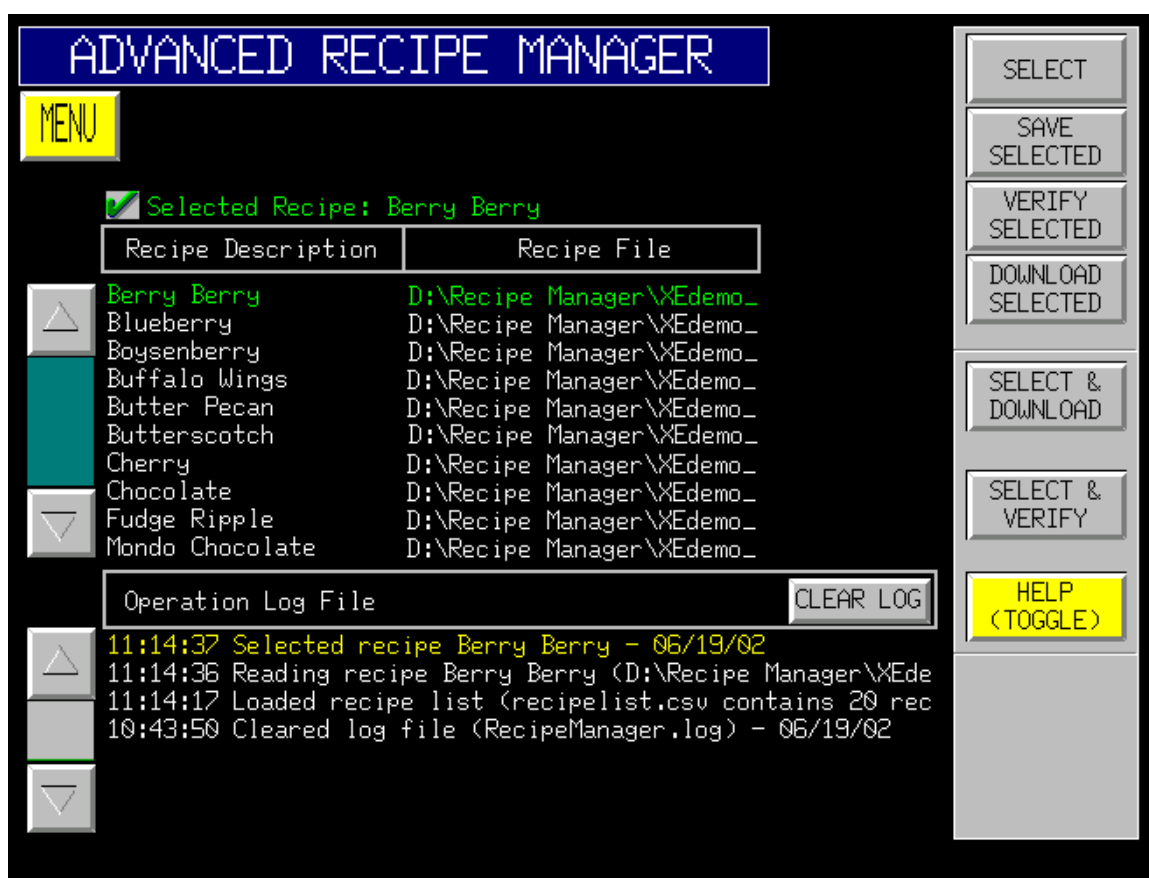 ADVANCED RECIPE MANAGER
MENU
Selected Recipe: Berry Berry
Recipe Description Recipe File
Berry Berry D:\Recipe Manager\XEdemo_
Blueberry D:\Recipe Manager\XEdemo_
Boysenberry D:\Recipe Manager\XEdemo_
Buffalo Wings D:\Recipe Manager\XEdemo_
Butter Pecan D:\Recipe Manager\XEdemo_
Butterscotch D:\Recipe Manager\XEdemo_
Cherry D:\Recipe Manager\XEdemo_
Chocolate D:\Recipe Manager\XEdemo_
Fudge Ripple D:\Recipe Manager\XEdemo_
Mondo Chocolate D:\Recipe Manager\XEdemo_
Operation Log File CLEAR LOG
11:14:37 Selected recipe Berry Berry - 06/19/02
11:14:36 Reading recipe Berry Berry (D:\Recipe Manager\XEde
11:14:17 Loaded recipe list (recipelist.csv contains 20 rec
10:43:50 Cleared log file (RecipeManager.log) - 06/19/02
SELECT
SAVE
SELECTED
VERIFY
SELECTED
DOWNLOAD
SELECTED
SELECT &
DOWNLOAD
SELECT &
VERIFY
HELP
(TOGGLE)